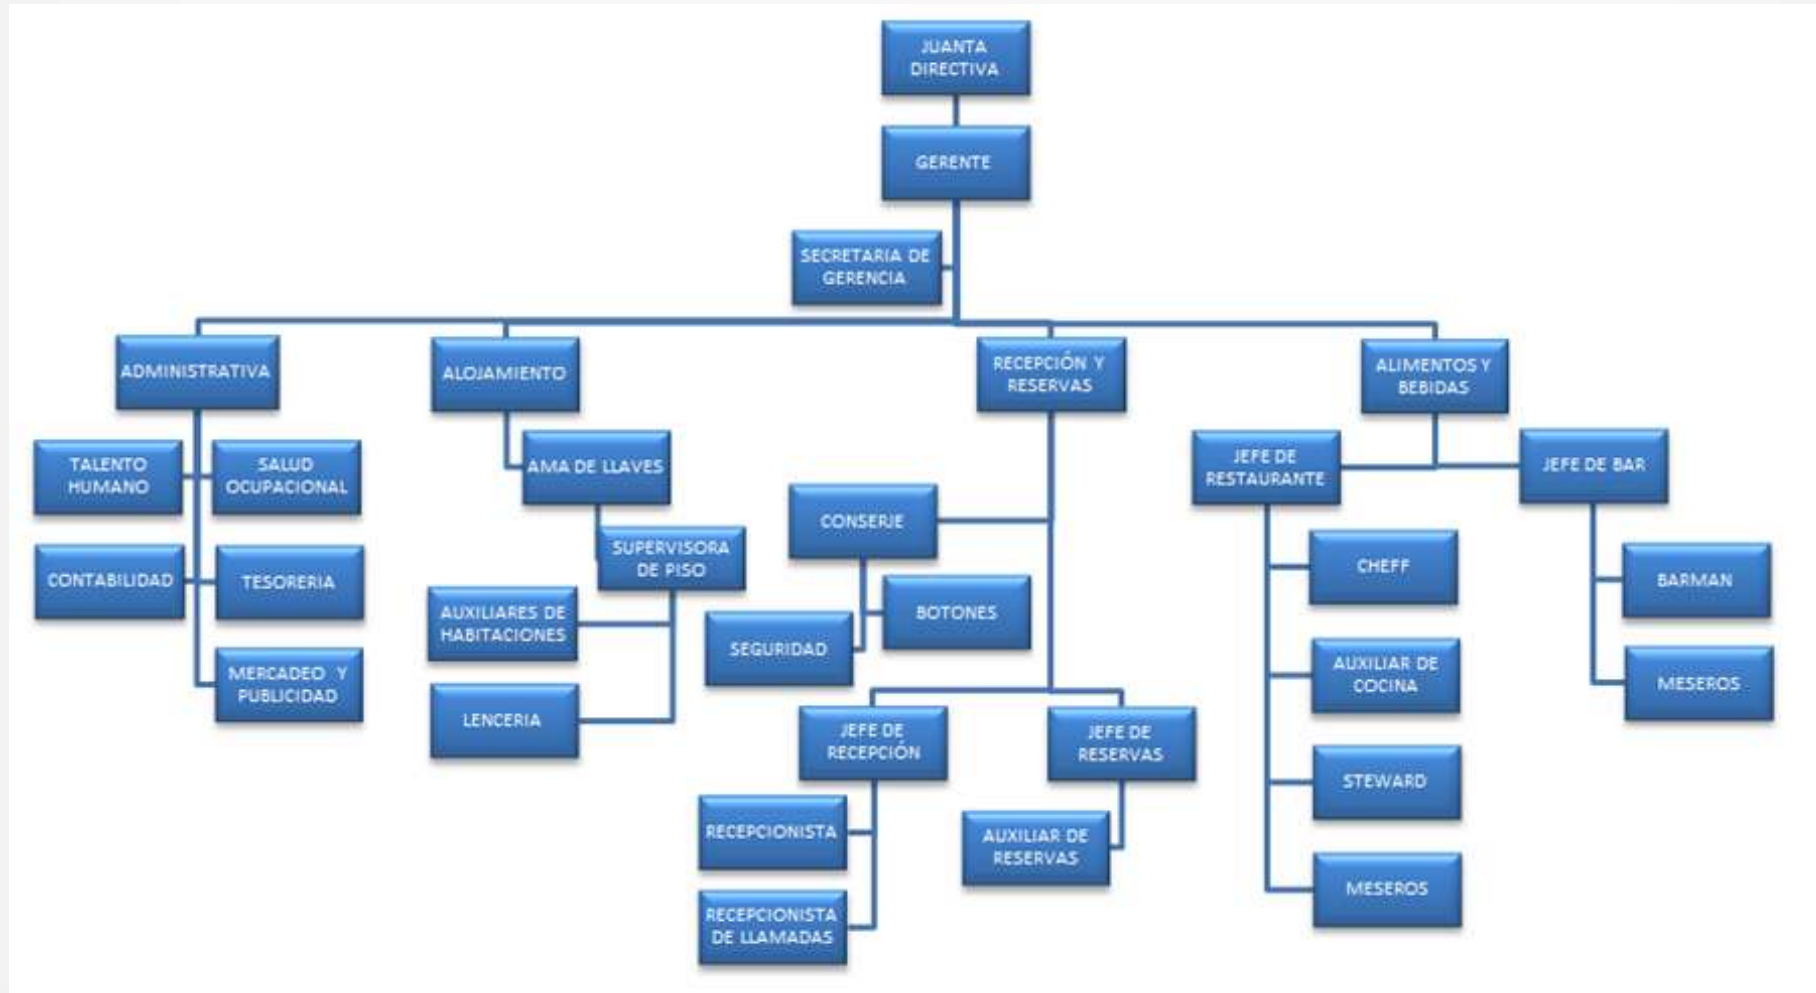 JUANTA
DIRECTIVA
GERENTE
SECRETARIA DE
GERENCIA
ADMINISTRATIVA
ALOJAMIENTO
RECEPCIÓN Y
RESERVAS
ALIMENTOS Y
BEBIDAS
TALENTO
HUMANO
SALUD
OCUPACIONAL
CONTABILIDAD
TESORERIA
MERCADEO Y
PUBLICIDAD
AMA DE LLAVES
SUPERVISORA
DE PISO
AUXILIARES DE
HABITACIONES
LENCERIA
CONSERJE
BOTONES
SEGURIDAD
JEFE DE
RECEPCIÓN
RECEPCIONISTA
RECEPCIONISTA
DE LLAMADAS
JEFE DE
RESERVAS
AUXILIAR DE
RESERVAS
JEFE DE
RESTAURANTE
CHEFF
AUXILIAR DE
COCINA
STEWARD
MESEROS
JEFE DE BAR
BARMAN
MESEROS